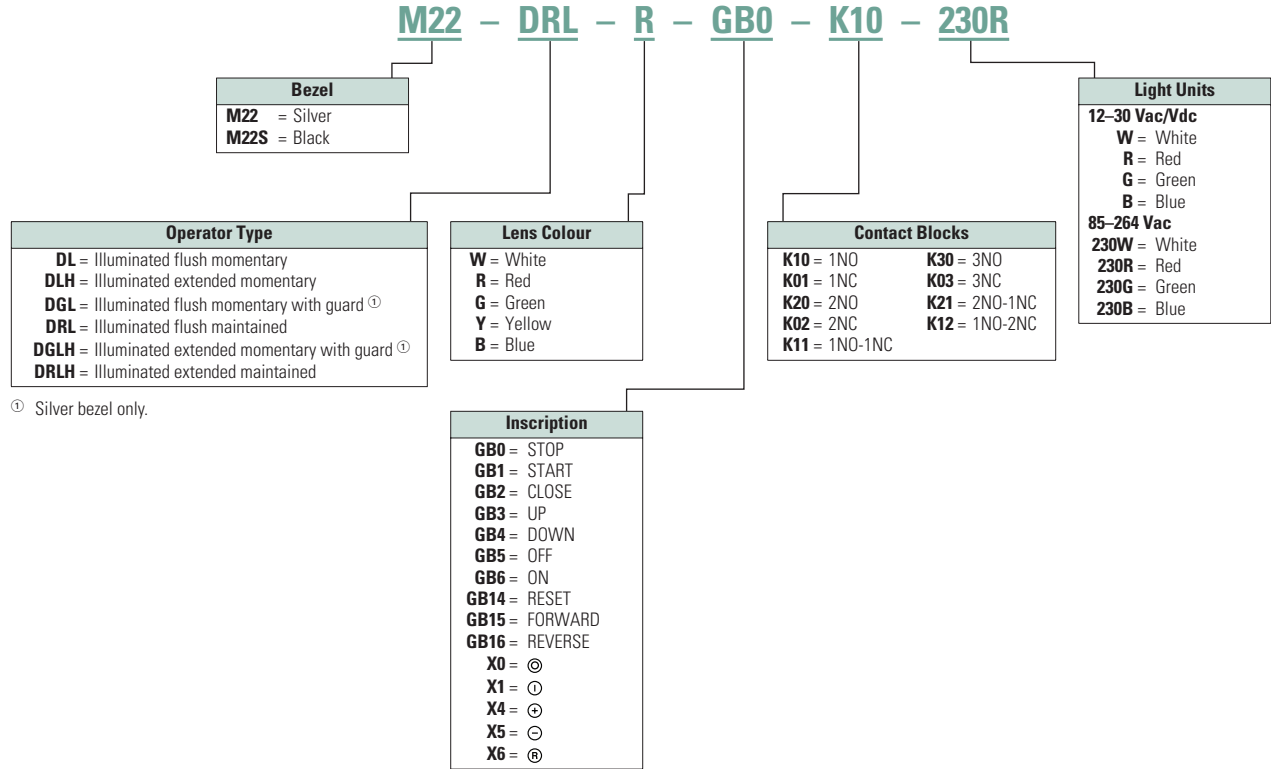 M22 – DRL – R – GB0 – K10 – 230R
Bezel
M22 = Silver
M22S = Black
Light Units
12–30 Vac/Vdc
W = White
R = Red
G = Green
B = Blue
85–264 Vac
230W = White
230R = Red
230G = Green
230B = Blue
Operator Type
DL = Illuminated flush momentary
DLH = Illuminated extended momentary
DGL = Illuminated flush momentary with guard ①
DRL = Illuminated flush maintained
DGLH = Illuminated extended momentary with guard ①
DRLH = Illuminated extended maintained
① Silver bezel only.
Lens Colour
W = White
R = Red
G = Green
Y = Yellow
B = Blue
Contact Blocks
K10 = 1NO K30 = 3NO
K01 = 1NC K03 = 3NC
K20 = 2NO K21 = 2NO-1NC
K02 = 2NC K12 = 1NO-2NC
K11 = 1NO-1NC
Inscription
GB0 = STOP
GB1 = START
GB2 = CLOSE
GB3 = UP
GB4 = DOWN
GB5 = OFF
GB6 = ON
GB14 = RESET
GB15 = FORWARD
GB16 = REVERSE
X0 = ⌾
X1 = ⏼
X4 = ⊕
X5 = ⊖
X6 = Ⓡ